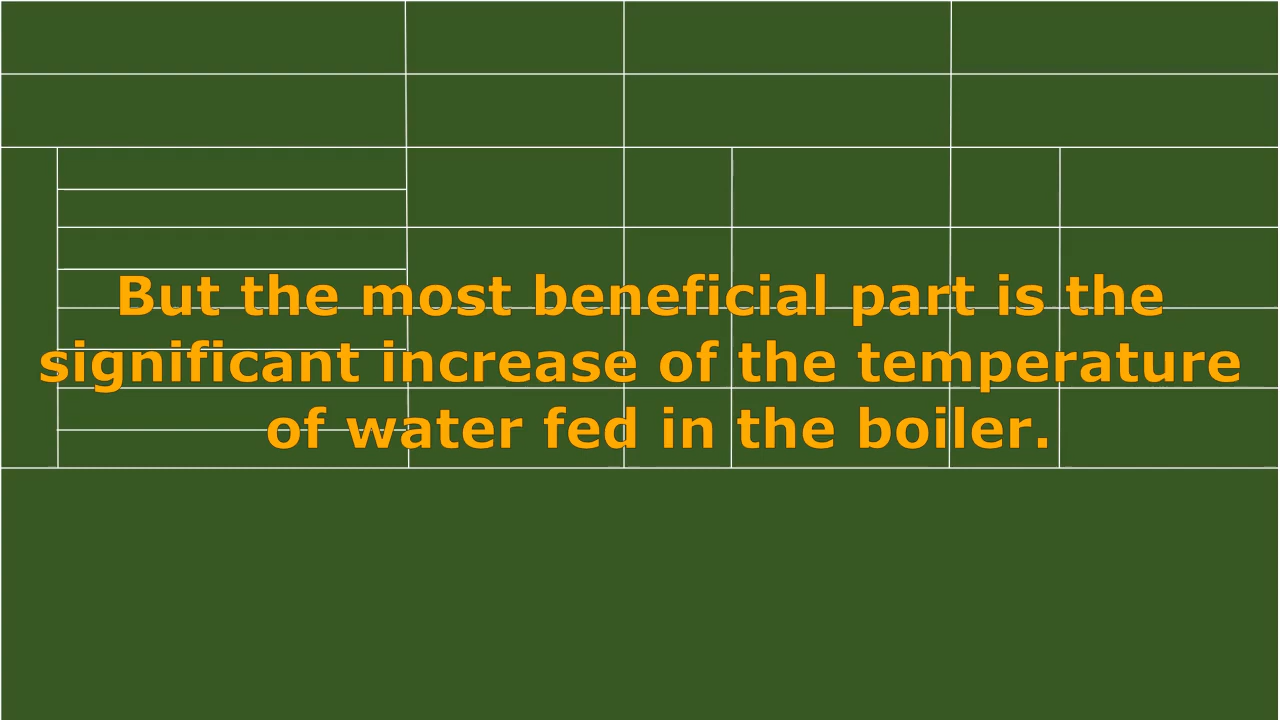 But the most beneficial part is the
significant increase of the temperature
of water fed in the boiler.